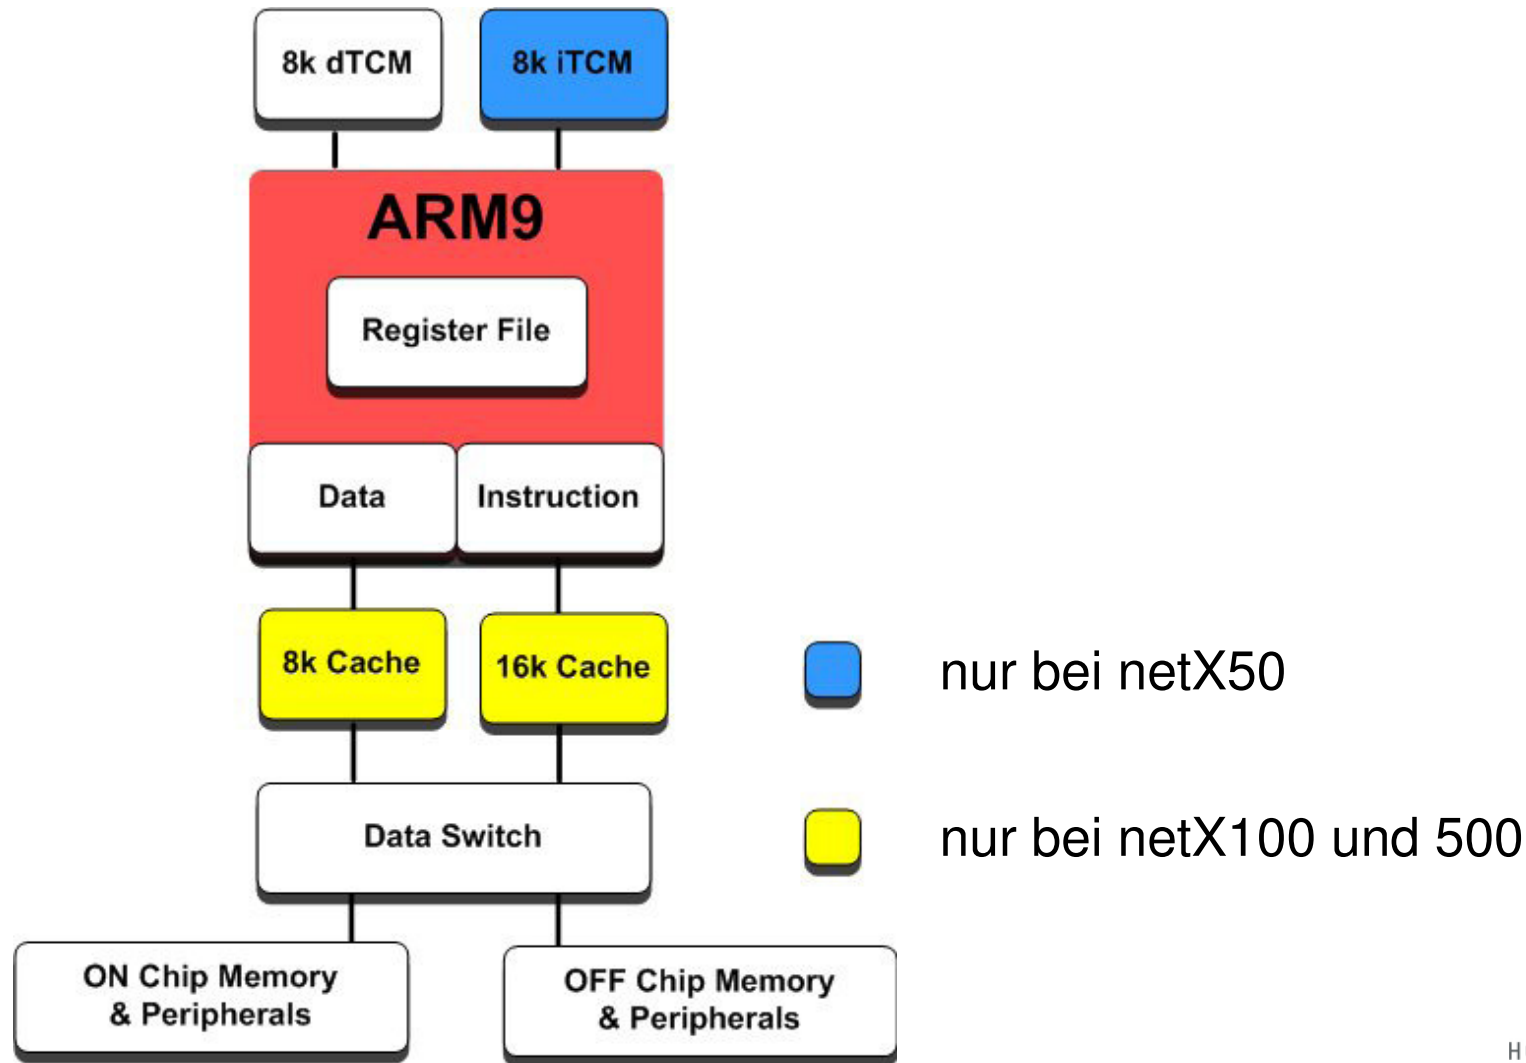 8k dTCM
8k iTCM
ARM9
Register File
Data
Instruction
8k Cache
16k Cache
nur bei netX50
Data Switch
nur bei netX100 und 500
ON Chip Memory
& Peripherals
OFF Chip Memory
& Peripherals
H